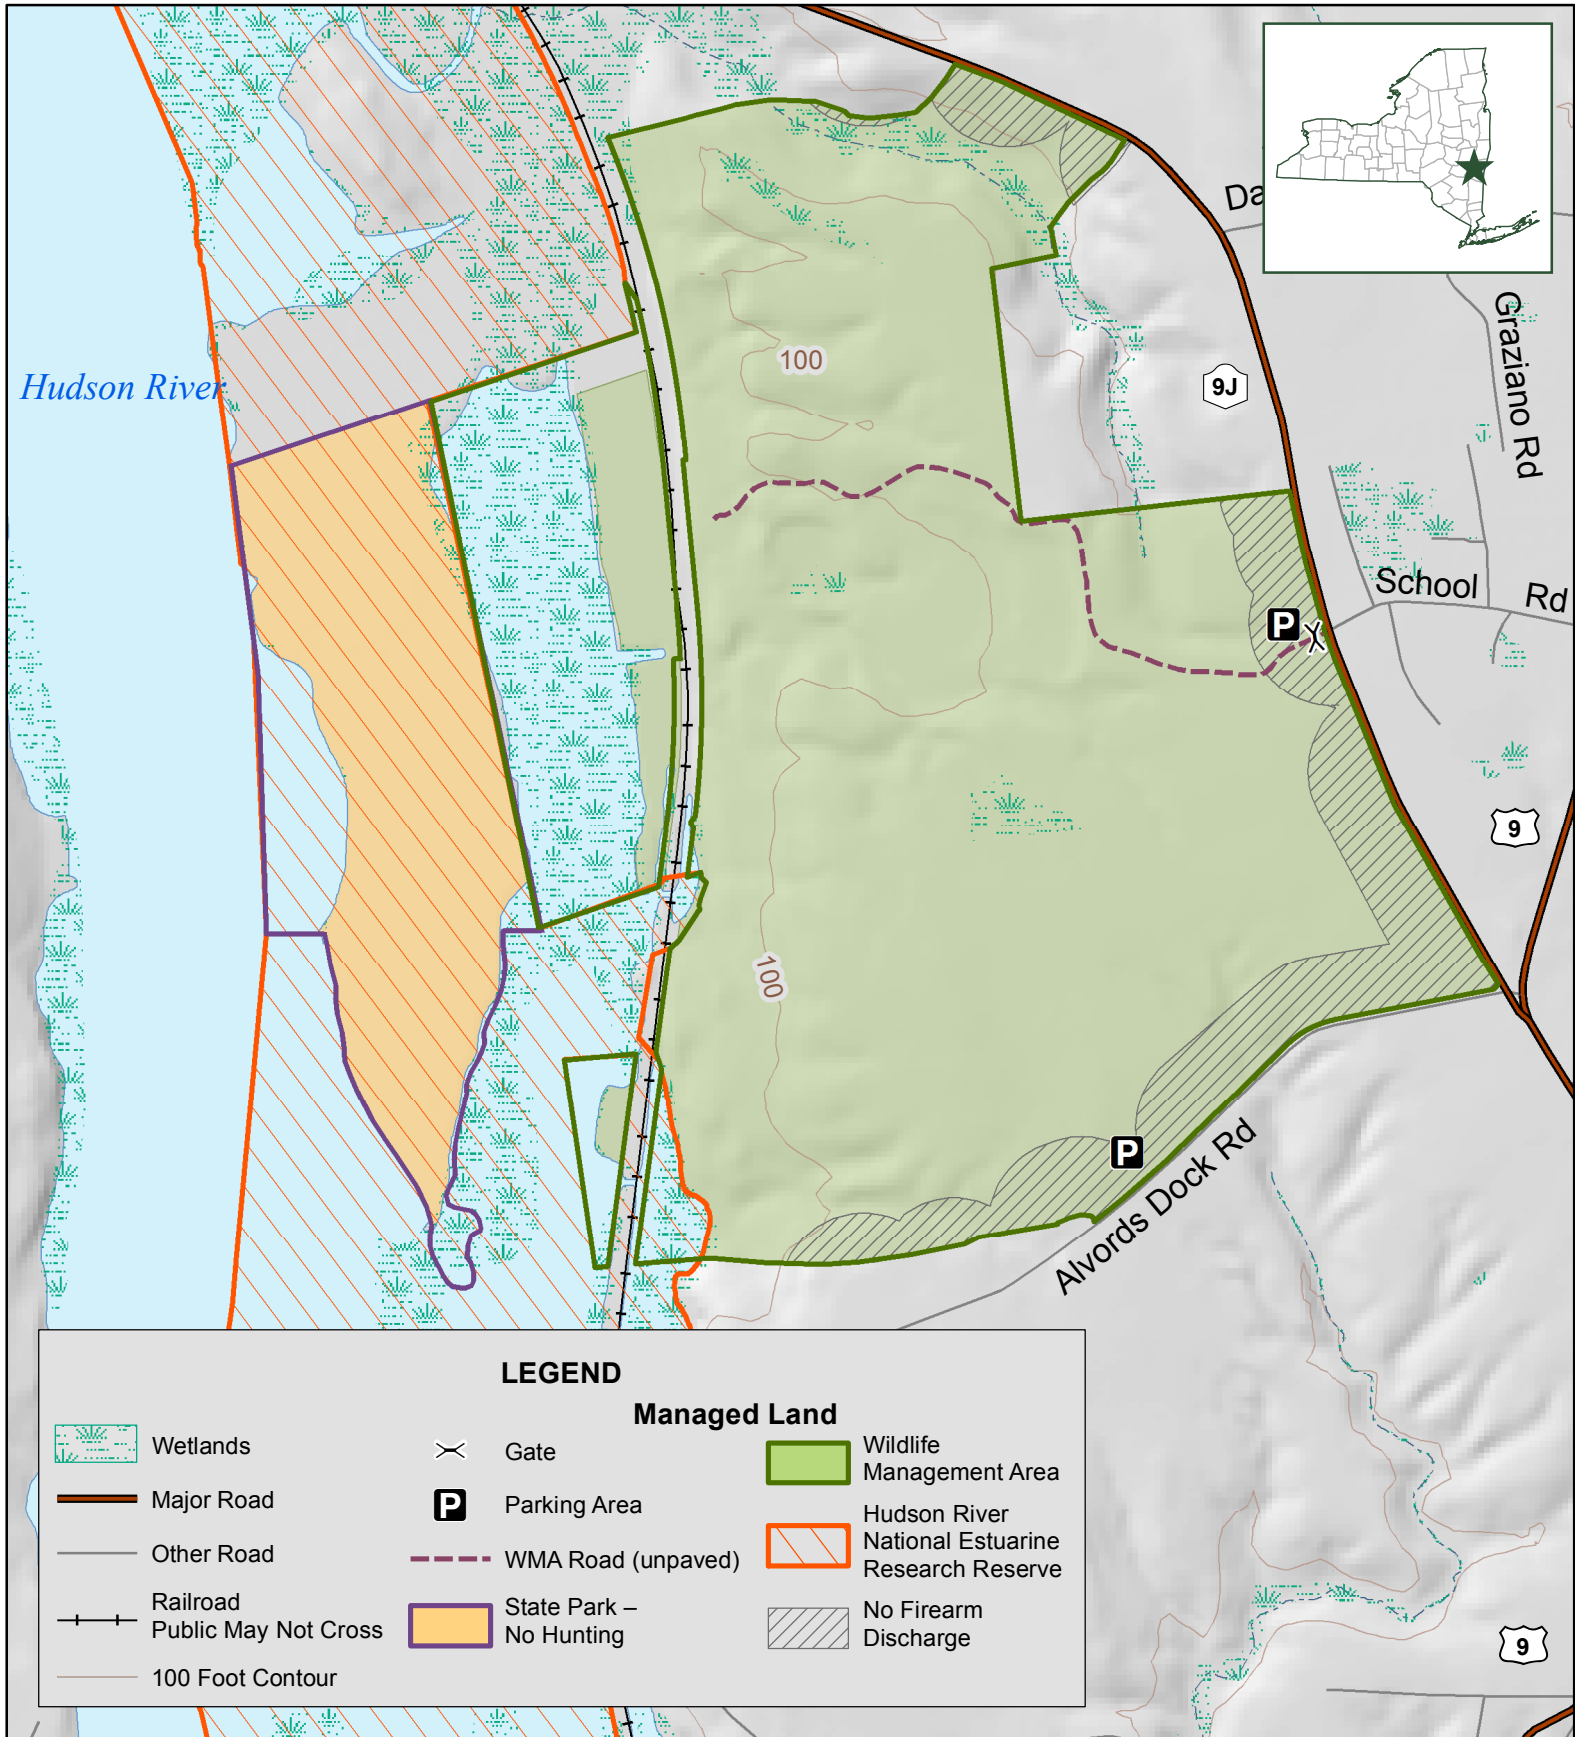 Da
Graziano Rd
100
Hudson River
9J
School Rd
P
9
100
P
Alvords Dock Rd
LEGEND
Managed Land
Wetlands
Major Road
Other Road
Railroad
Public May Not Cross
100 Foot Contour
Gate
P
Parking Area
WMA Road (unpaved)
State Park –
No Hunting
Wildlife
Management Area
Hudson River
National Estuarine
Research Reserve
No Firearm
Discharge
9